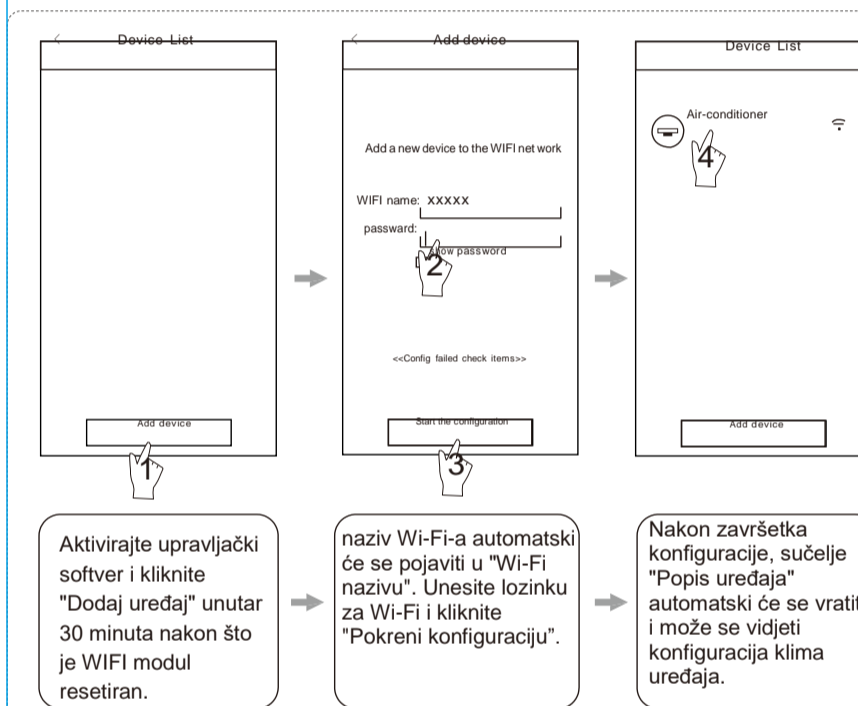 Device List
Add device
1
Add device
Add a new device to the WIFI net work
WIFI name: xxxxx
passward:
show password
2
<<Config failed check items>>
Start the configuration
3
Device List
Air-conditioner
4
Add device
Aktivirajte upravljački
softver i kliknite
"Dodaj uređaj" unutar
30 minuta nakon što
je WIFI modul
resetiran.
naziv Wi-Fi-a automatski
će se pojaviti u "Wi-Fi
nazivu". Unesite lozinku
za Wi-Fi i kliknite
"Pokreni konfiguraciju”.
Nakon završetka
konfiguracije, sučelje
"Popis uređaja"
automatski će se vratit
i može se vidjeti
konfiguracija klima
uređaja.